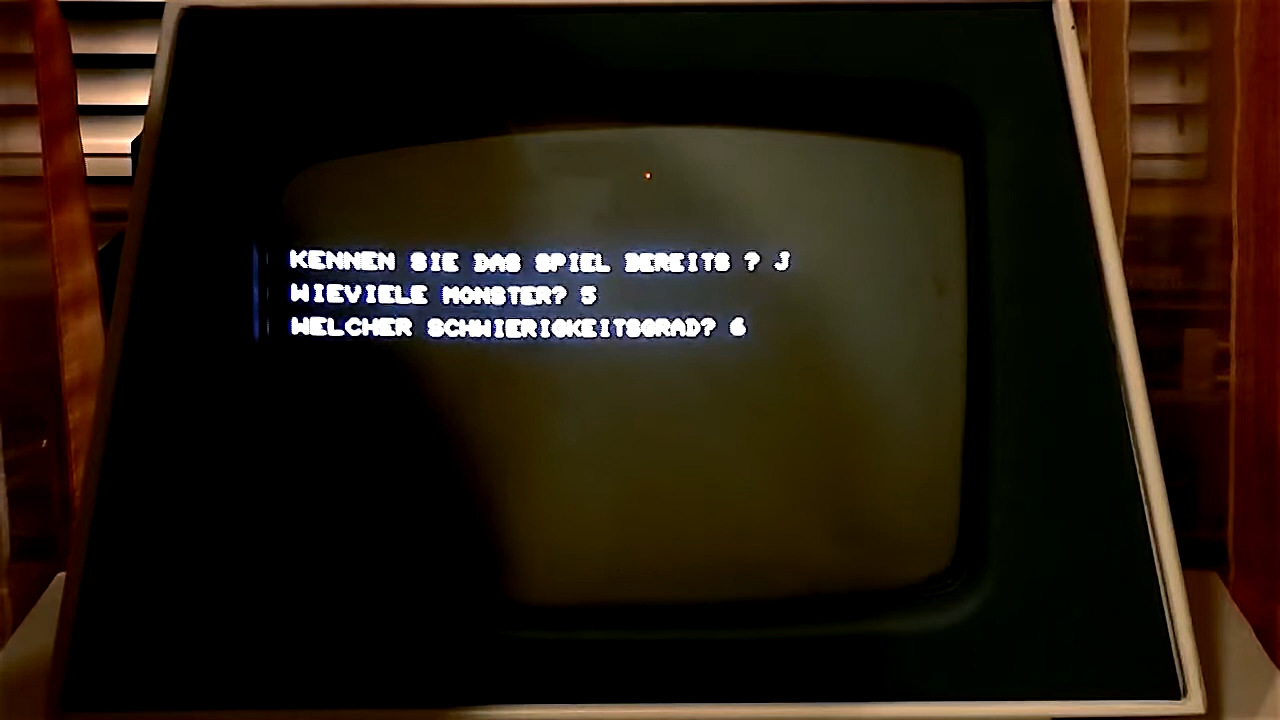 KENNEN SIE DAS SPIEL BEREITS ? J
WIEVIELE MONSTER? 5
WELCHER SCHWIERIGKEITSGRAD? 6